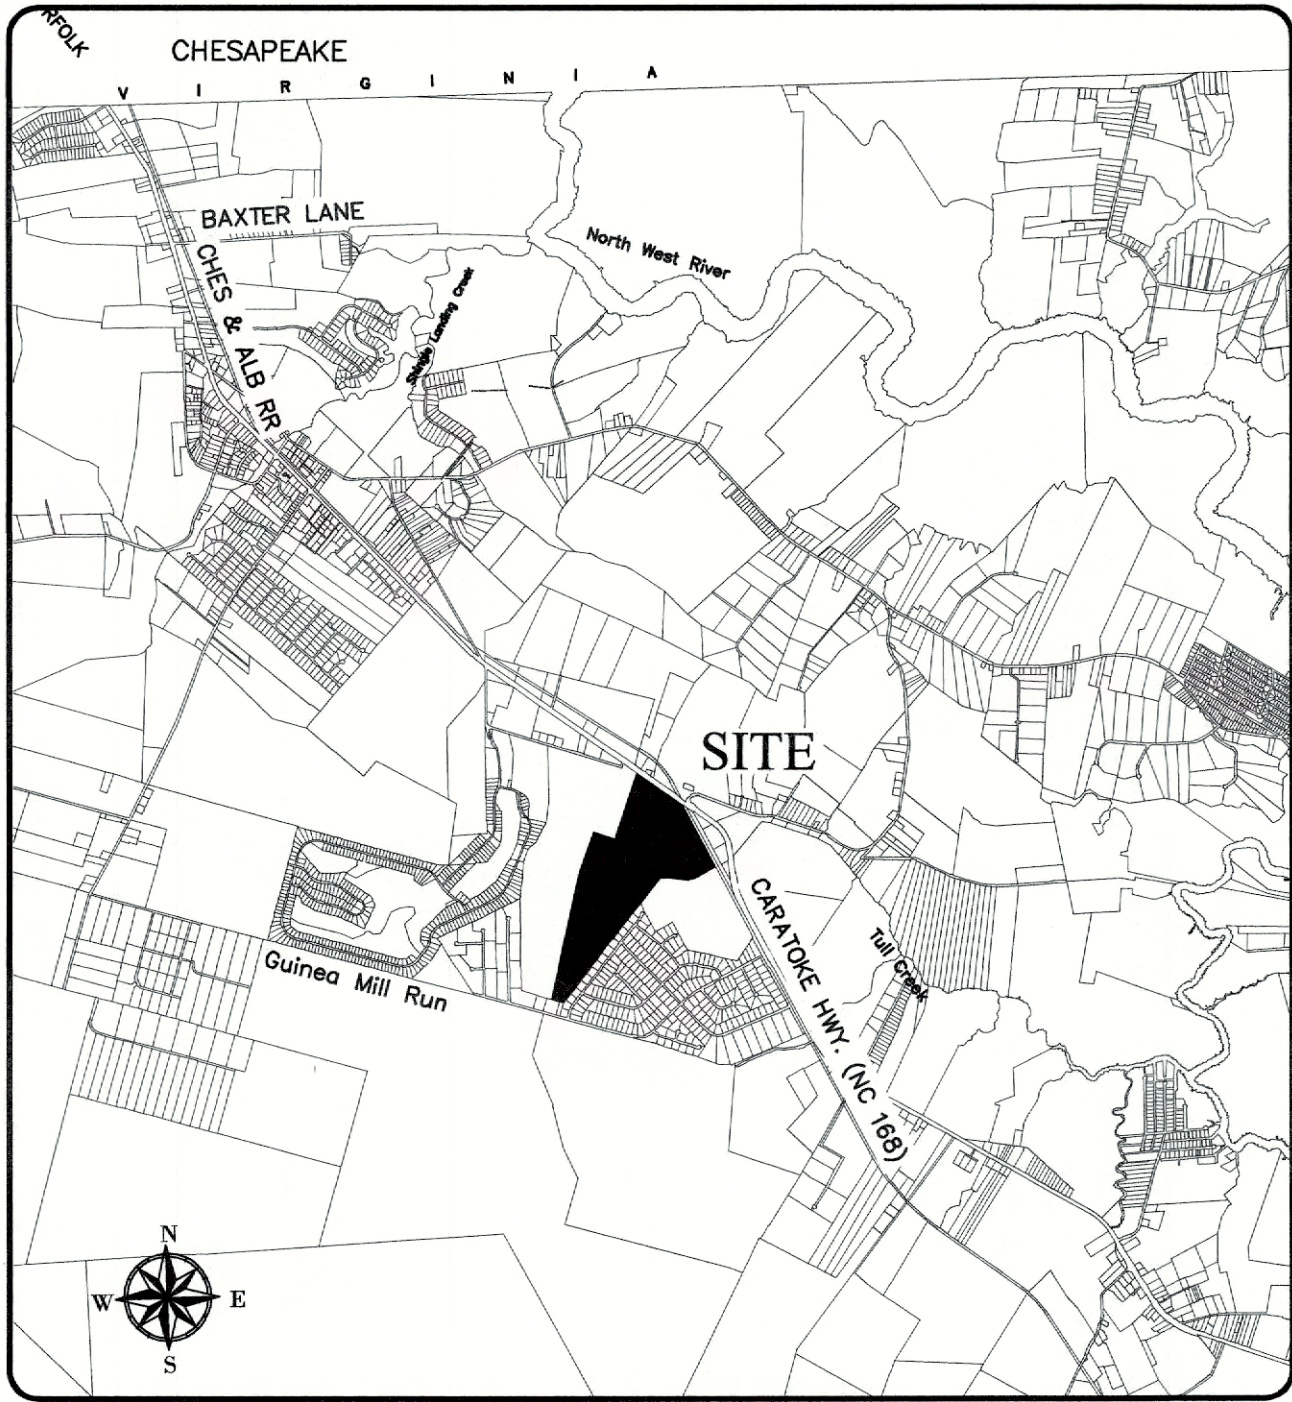 RFOLK
CHESAPEAKE
VIRGINIA
BAXTER LANE
North West River
CHES & ALB RR
Shingle Landing Creek
SITE
CARATOKE HWY. (NC 168)
Tull Creek
Guinea Mill Run
N
W E
S